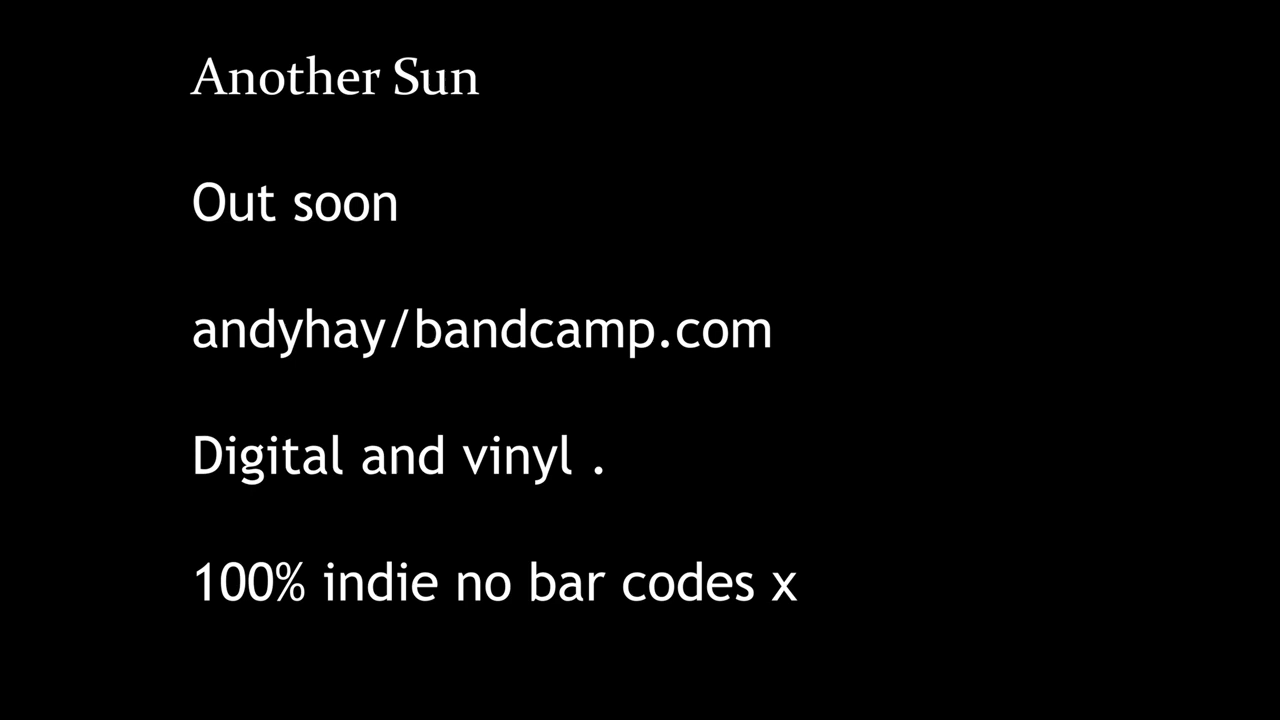 Another Sun
Out soon
andyhay/bandcamp.com
Digital and vinyl .
100% indie no bar codes x